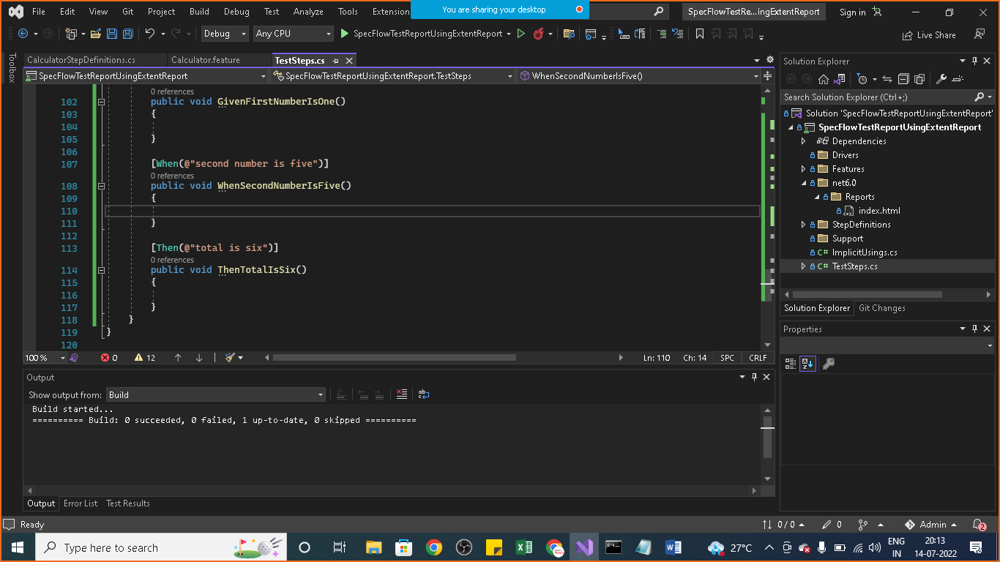 You are sharing your desktop
File Edit View Git Project Build Debug Test Analyze Tools Extension
SpecFlowTestRe...ingExtentReport
Sign in
Debug Any CPU SpecFlowTestReportUsingExtentReport
Live Share
Toolbox
CalculatorStepDefinitions.cs Calculator.feature TestSteps.cs
SpecFlowTestReportUsingExtentReport SpecFlowTestReportUsingExtentReport.TestSteps WhenSecondNumberIsFive()
0 references
102 public void GivenFirstNumberIsOne()
103 {
104
105 }
106
107 [When(@"second number is five")]
0 references
108 public void WhenSecondNumberIsFive()
109 {
110
111 }
112
113 [Then(@"total is six")]
0 references
114 public void ThenTotalIsSix()
115 {
116
117 }
118 }
119 }
120
100 % 0 12 Ln: 110 Ch: 14 SPC CRLF
Output
Show output from: Build
Build started...
========== Build: 0 succeeded, 0 failed, 1 up-to-date, 0 skipped ==========
Output Error List Test Results
Solution Explorer
Search Solution Explorer (Ctrl+;)
Solution 'SpecFlowTestReportUsingExtentReport'
SpecFlowTestReportUsingExtentReport
Dependencies
Drivers
Features
net6.0
Reports
index.html
StepDefinitions
Support
C# ImplicitUsings.cs
C# TestSteps.cs
Solution Explorer Git Changes
Properties
Ready
0 / 0 0 Admin 2
Type here to search
27°C
ENG
IN
20:13
14-07-2022